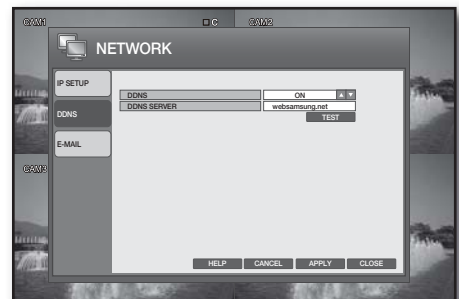 CAM1
C
CAM2
NETWORK
IP SETUP
DDNS
E-MAIL
DDNS ON
DDNS SERVER websamsung.net
TEST
CAM3
HELP CANCEL APPLY CLOSE